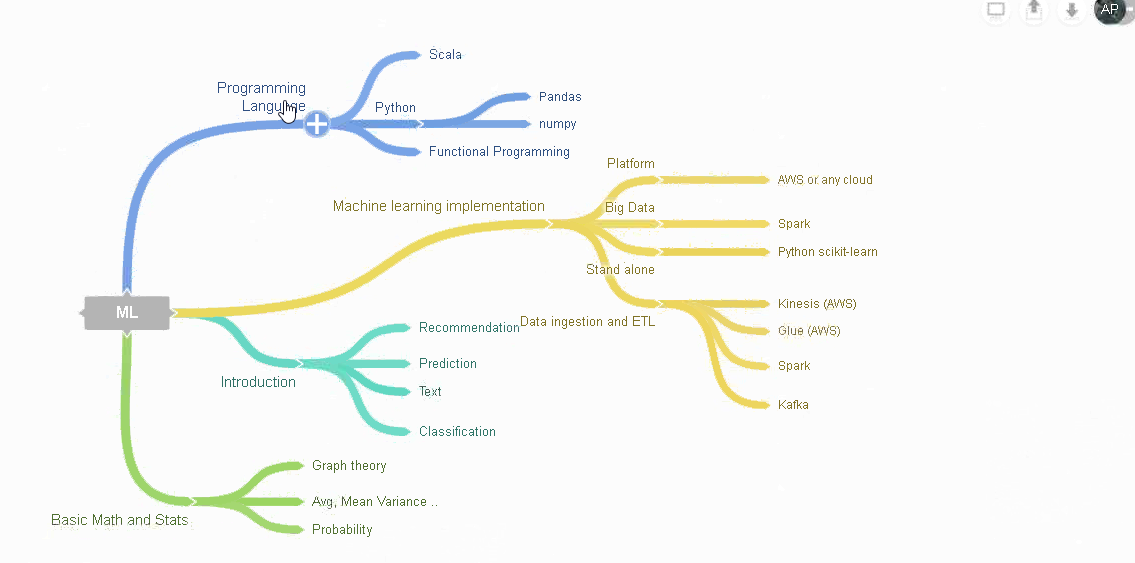 AP
Scala
Programming
Language
Python
Pandas
numpy
Functional Programming
Platform
AWS or any cloud
Machine learning implementation
Big Data
Spark
Python scikit-learn
Stand alone
Kinesis (AWS)
ML
Data ingestion and ETL
Glue (AWS)
Spark
Kafka
Recommendation
Prediction
Introduction
Text
Classification
Graph theory
Avg, Mean Variance ..
Basic Math and Stats
Probability